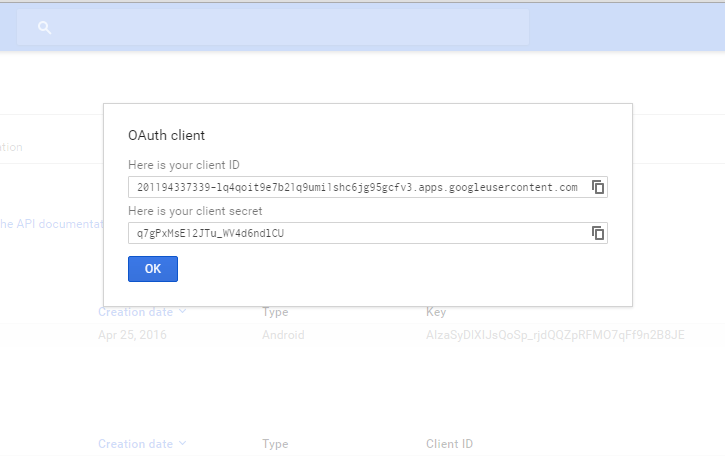 OAuth client
Here is your client ID
201194337339-lq4qoit9e7b21q9umi1shc6jg95gcfv3.apps.googleusercontent.com
Here is your client secret
q7gPxMsE12JTu_WV4d6ndlCU
OK
ation
he API documentat
Creation date Type Key
Apr 25, 2016 Android AIzaSyDIXIJsQoSp_rjdQQZpRFMO7qFf9n2B8JE
Creation date Type Client ID